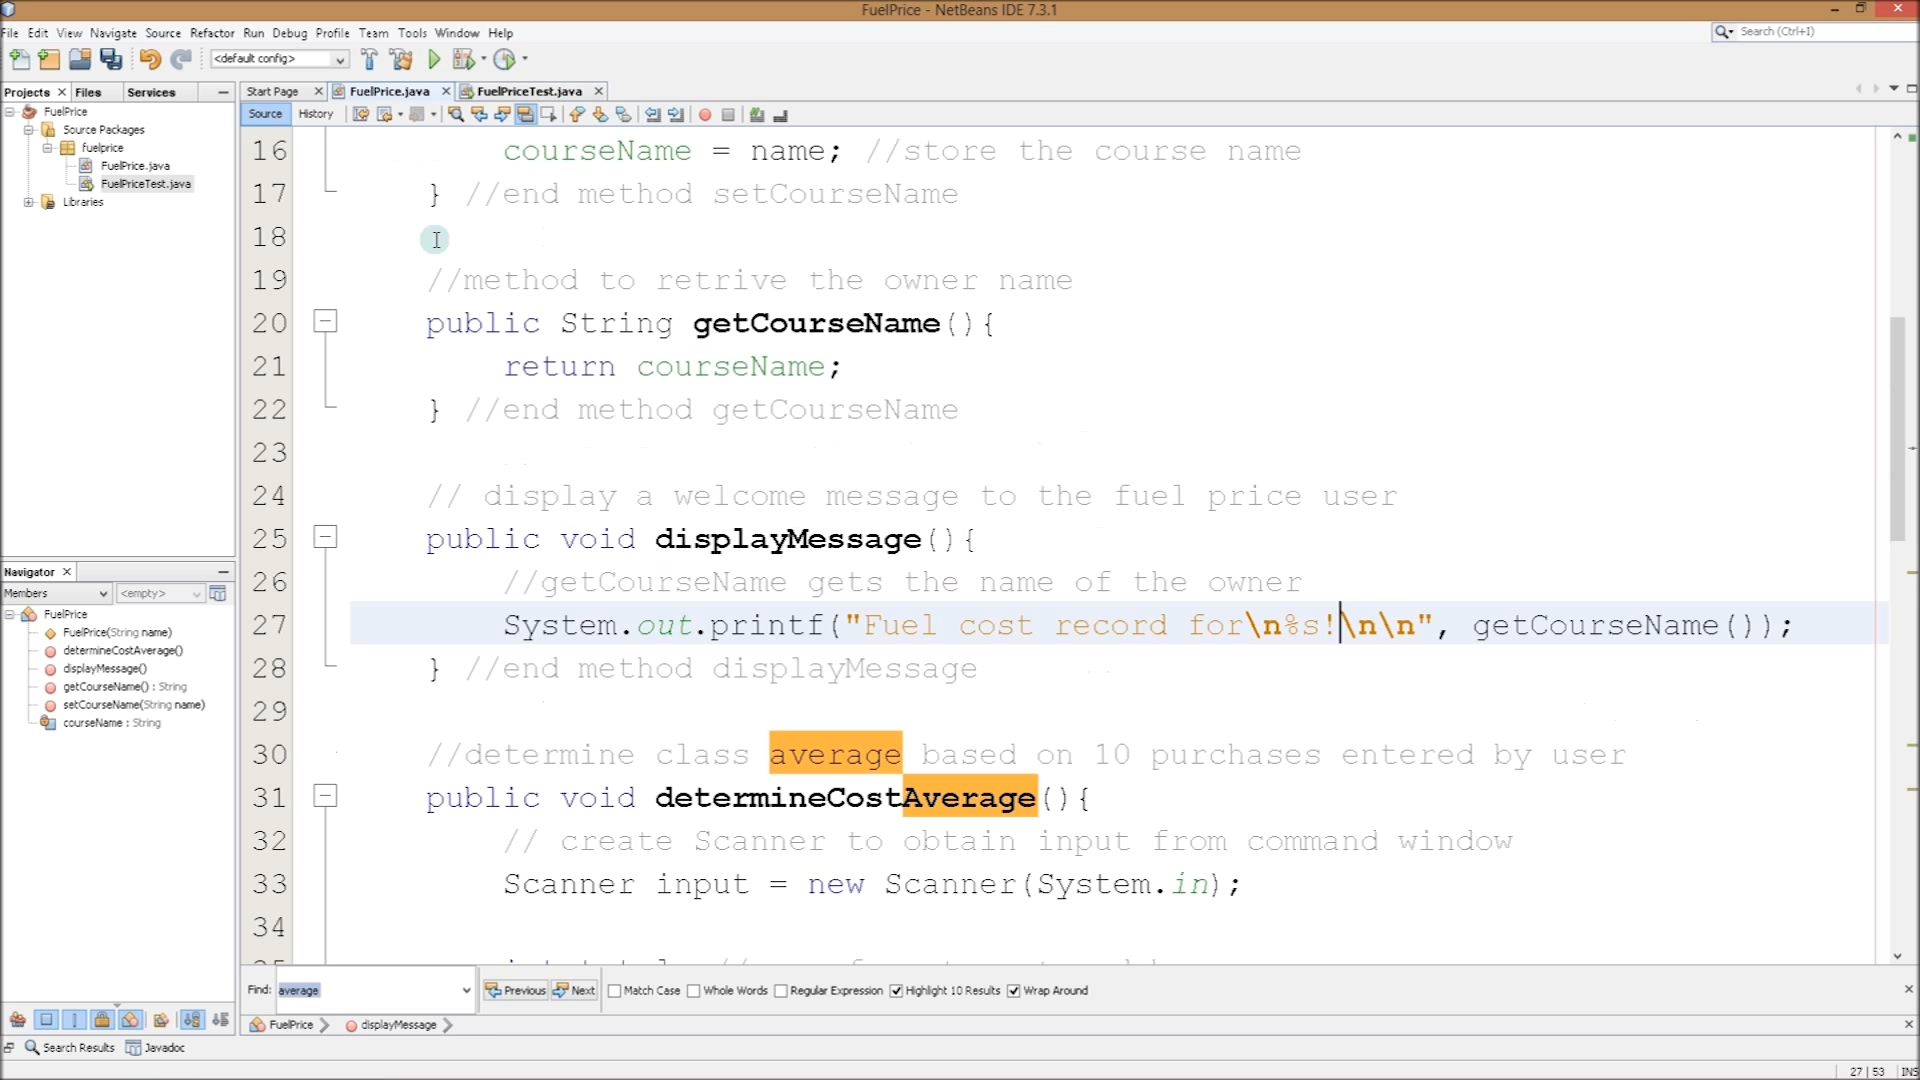 FuelPrice - NetBeans IDE 7.3.1
File Edit View Navigate Source Refactor Run Debug Profile Team Tools Window Help
Search (Ctrl+I)
<default config>
Projects Files Services
Start Page FuelPrice.java FuelPriceTest.java
Source History
FuelPrice
Source Packages
fuelprice
FuelPrice.java
FuelPriceTest.java
Libraries
16 courseName = name; //store the course name
17 } //end method setCourseName
18
19 //method to retrive the owner name
20 public String getCourseName(){
21 return courseName;
22 } //end method getCourseName
23
24 // display a welcome message to the fuel price user
25 public void displayMessage(){
26 //getCourseName gets the name of the owner
27 System.out.printf("Fuel cost record for\n%s!\n\n", getCourseName());
28 } //end method displayMessage
29
30 //determine class average based on 10 purchases entered by user
31 public void determineCostAverage(){
32 // create Scanner to obtain input from command window
33 Scanner input = new Scanner(System.in);
34
Navigator
Members <empty>
FuelPrice
FuelPrice(String name)
determineCostAverage()
displayMessage()
getCourseName() : String
setCourseName(String name)
courseName : String
Find: average Previous Next Match Case Whole Words Regular Expression Highlight 10 Results Wrap Around
FuelPrice displayMessage
Search Results Javadoc
27 | 53 INS